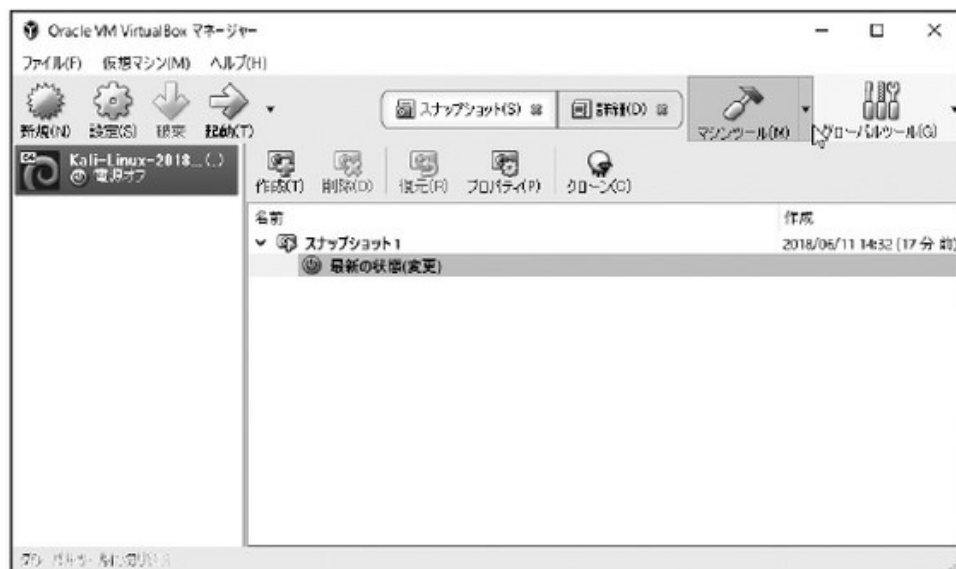 Oracle VM VirtualBox マネージャー
ファイル(F) 仮想マシン(M) ヘルプ(H)
新規(N) 設定(S) 破棄 起動(T) スナップショット(S) 詳細(D) マシンツール(M) グローバルツール(G)
Kali-Linux-2018_(.)
電源オフ
作成(T) 削除(D) 復元(R) プロパティ(P) クローン(C)
名前 作成
スナップショット 1 2018/06/11 14:32 (17 分 前)
最新の状態(変更)